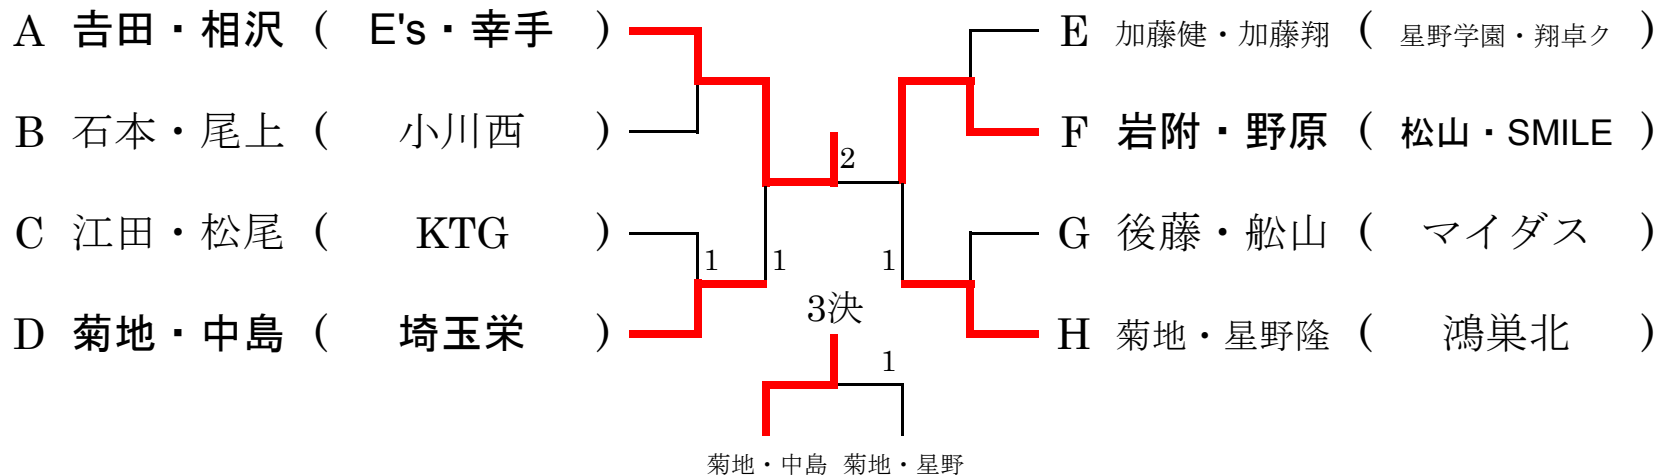 A 吉田・相沢 ( E's・幸手 )
B 石本・尾上 ( 小川西 )
C 江田・松尾 ( KTG )
D 菊地・中島 ( 埼玉栄 )
E 加藤健・加藤翔 ( 星野学園・翔卓ク )
F 岩附・野原 ( 松山・SMILE )
G 後藤・舩山 ( マイダス )
H 菊地・星野隆 ( 鴻巣北 )
2
1 1 1
3決
1
菊地・中島 菊地・星野